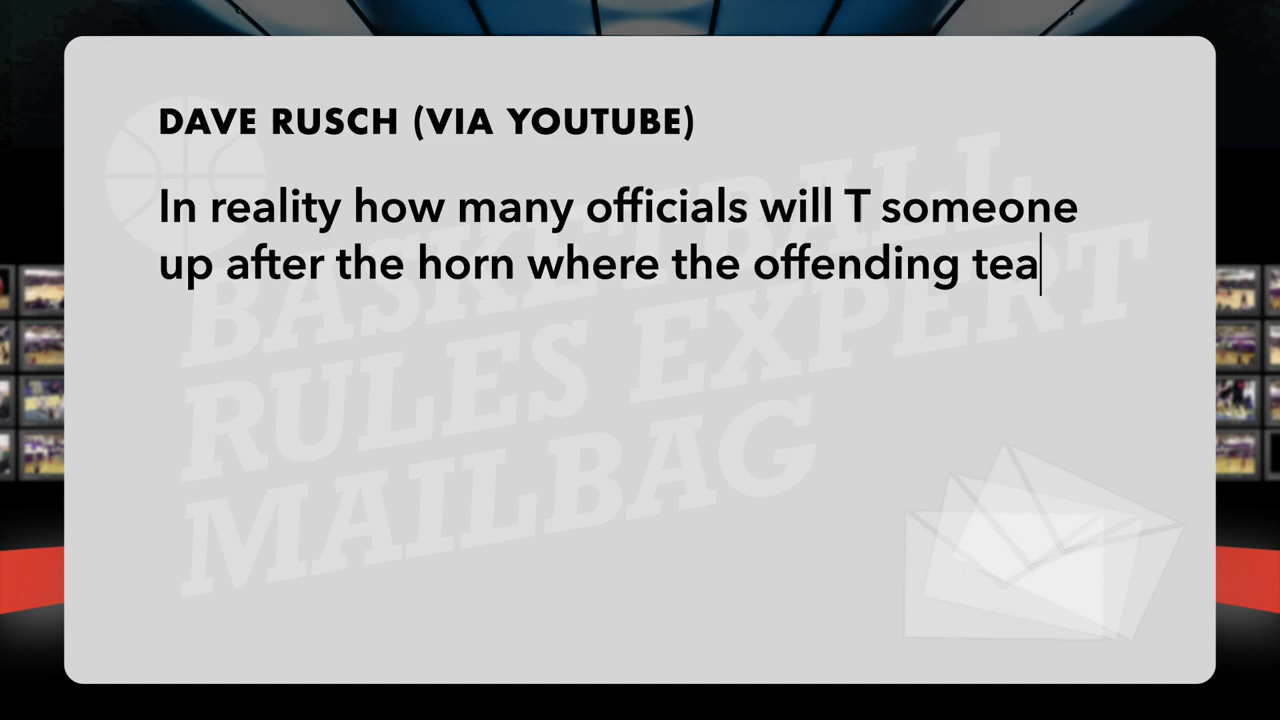 DAVE RUSCH (VIA YOUTUBE)
In reality how many officials will T someone
up after the horn where the offending tea
BASKETBALL
RULES EXPERT
MAILBAG